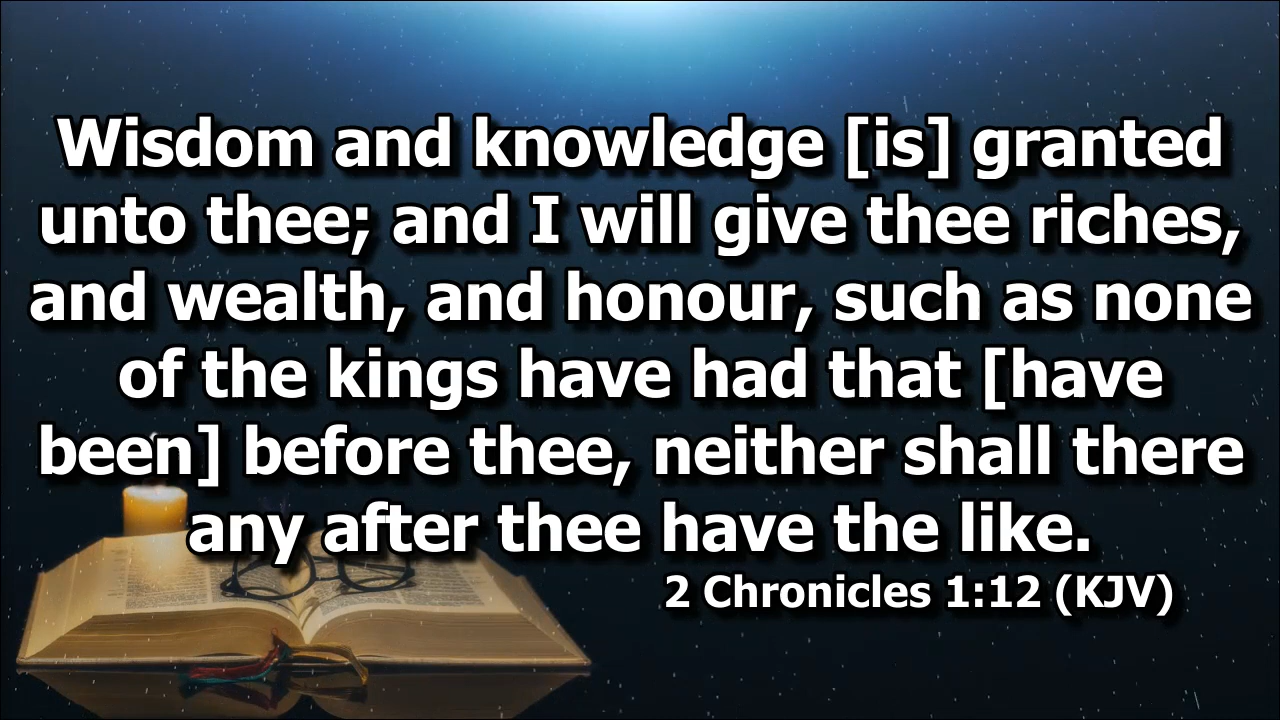 Wisdom and knowledge [is] granted
unto thee; and I will give thee riches,
and wealth, and honour, such as none
of the kings have had that [have
been] before thee, neither shall there
any after thee have the like.
2 Chronicles 1:12 (KJV)